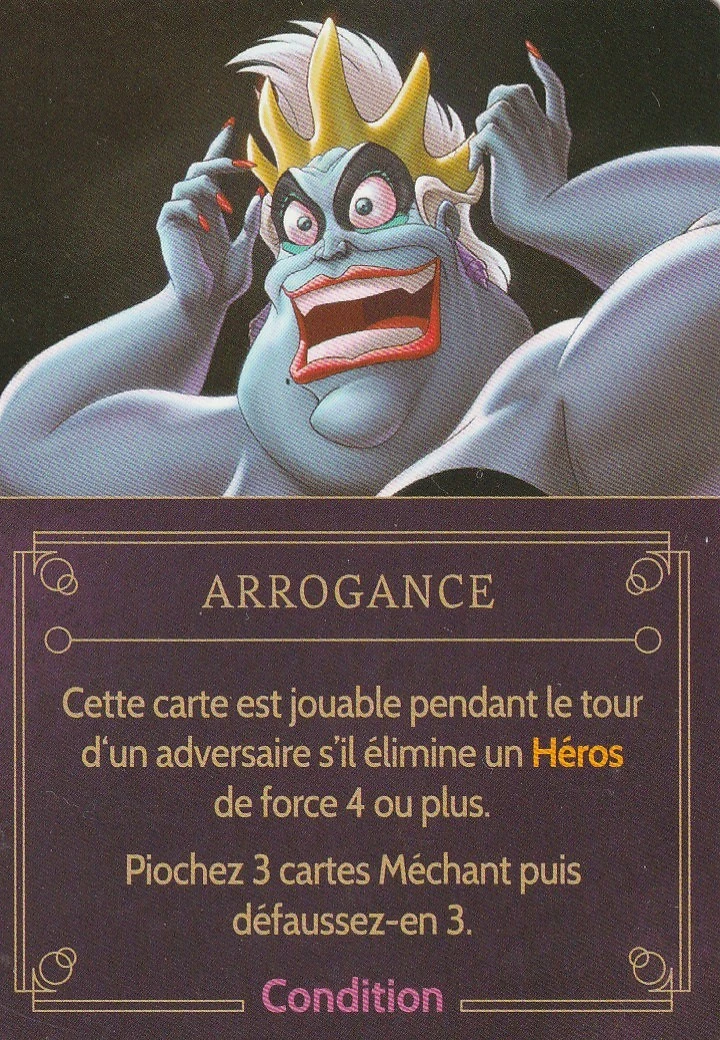 ARROGANCE
Cette carte est jouable pendant le tour
d‘un adversaire s’il élimine un Héros
de force 4 ou plus.
Piochez 3 cartes Méchant puis
défaussez-en 3.
Condition